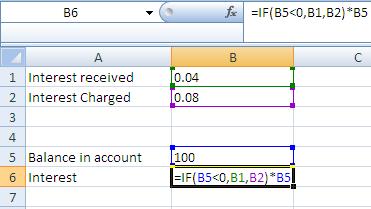 B6 fx =IF(B5<0,B1,B2)*B5
A B C
1 Interest received 0.04
2 Interest Charged 0.08
3
4
5 Balance in account 100
6 Interest =IF(B5<0,B1,B2)*B5
7